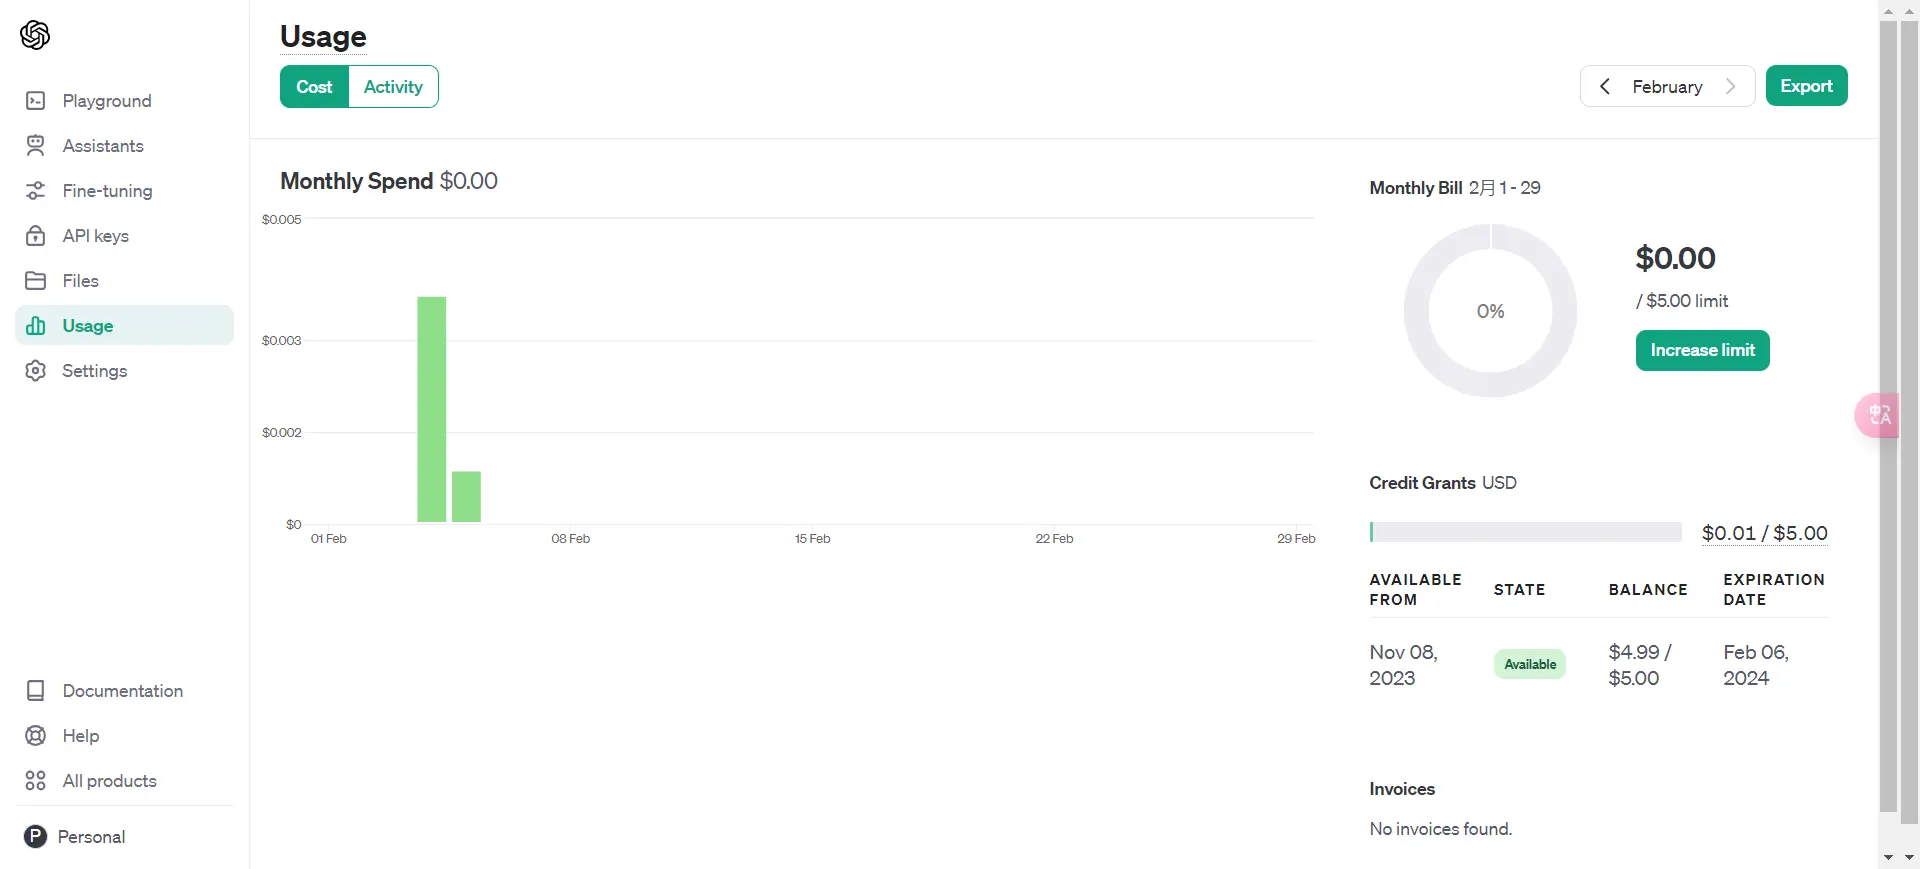 Playground
Assistants
Fine-tuning
API keys
Files
Usage
Settings
Documentation
Help
All products
P Personal
Usage
Cost Activity
February
Export
Monthly Spend $0.00
$0.005
$0.003
$0.002
$0
01 Feb 08 Feb 15 Feb 22 Feb 29 Feb
Monthly Bill 2月 1 - 29
0%
$0.00
/ $5.00 limit
Increase limit
Credit Grants USD
$0.01 / $5.00
AVAILABLE FROM STATE BALANCE EXPIRATION DATE
Nov 08, 2023 Available $4.99 / $5.00 Feb 06, 2024
Invoices
No invoices found.
中 A